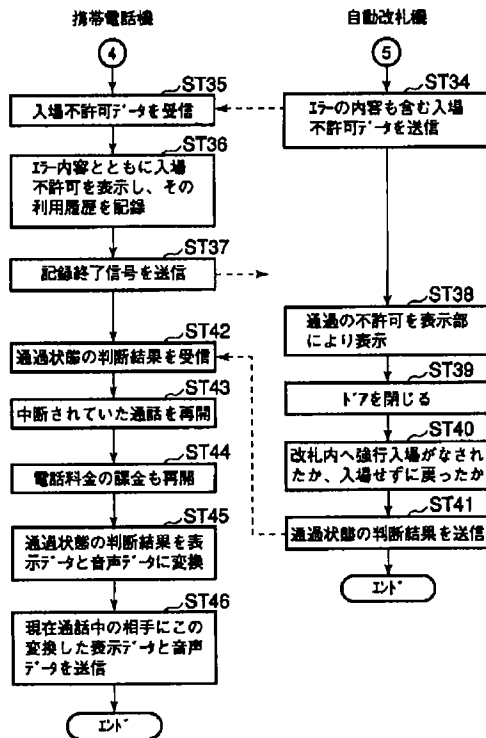 携帯電話機
自動改札機
④
⑤
ST35
入場不許可データを受信
ST34
エラーの内容も含む入場
不許可データを送信
ST36
エラー内容とともに入場
不許可を表示し、その
利用履歴を記録
ST37
記録終了信号を送信
ST38
通過の不許可を表示部
により表示
ST42
通過状態の判断結果を受信
ST39
ドアを閉じる
ST43
中断されていた通話を再開
ST40
改札内へ強行入場がなされ
たか、入場せずに戻ったか
ST44
電話料金の課金も再開
ST41
通過状態の判断結果を送信
ST45
通過状態の判断結果を表
示データと音声データに変換
エンド
ST46
現在通話中の相手にこの
変換した表示データと音声
データを送信
エンド